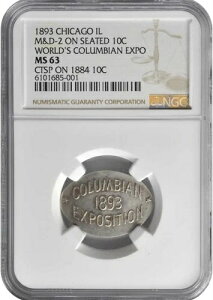 1893 CHICAGO IL
M&D-2 ON SEATED 10C
WORLD'S COLUMBIAN EXPO
MS 63
CTSP ON 1884 10C
6101685-001
NGC
NUMISMATIC GUARANTY CORPORATION
COLUMBIAN
1893
EXPOSITION